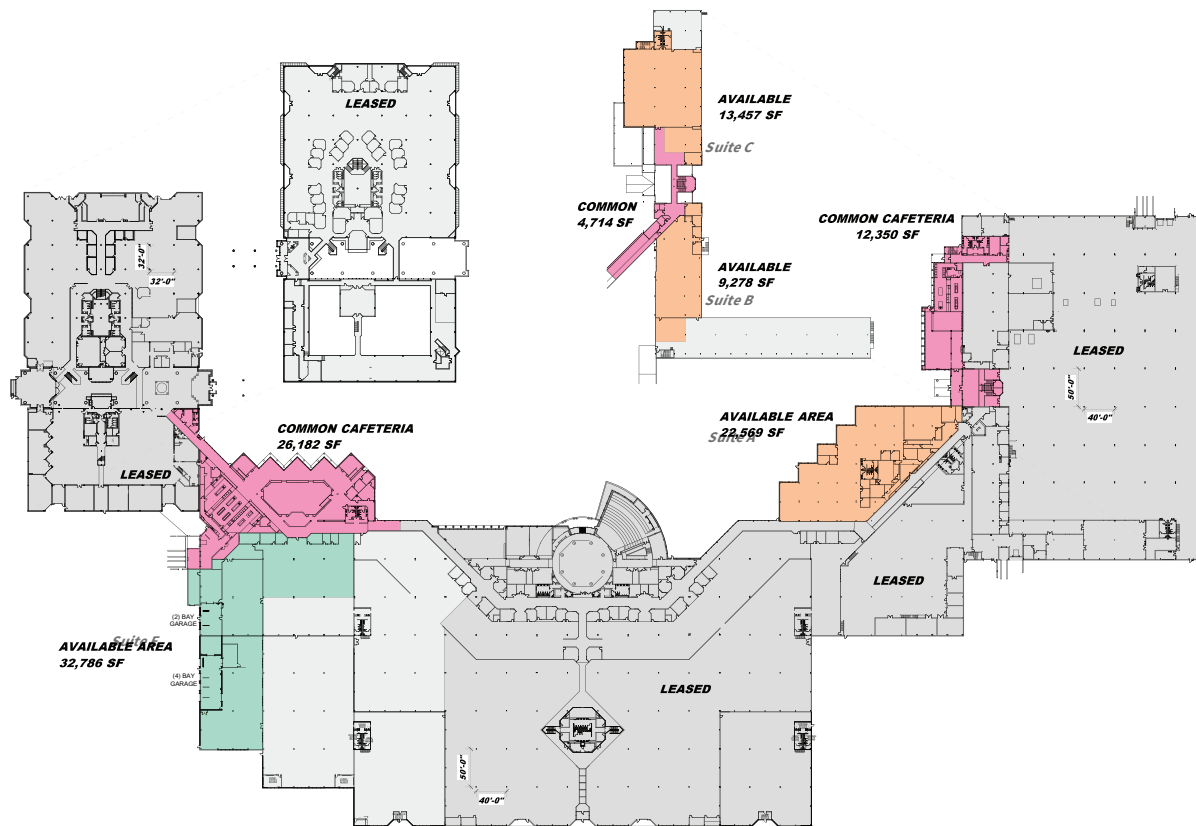 LEASED
AVAILABLE
13,457 SF
Suite C
COMMON
4,714 SF
COMMON CAFETERIA
12,350 SF
32'-0"
32'-0"
AVAILABLE
9,278 SF
Suite B
LEASED
50'-0"
40'-0"
AVAILABLE AREA
22,569 SF
Suite A
COMMON CAFETERIA
26,182 SF
LEASED
LEASED
(2) BAY
GARAGE
Suite E
AVAILABLE AREA
32,786 SF
(4) BAY
GARAGE
LEASED
50'-0"
40'-0"